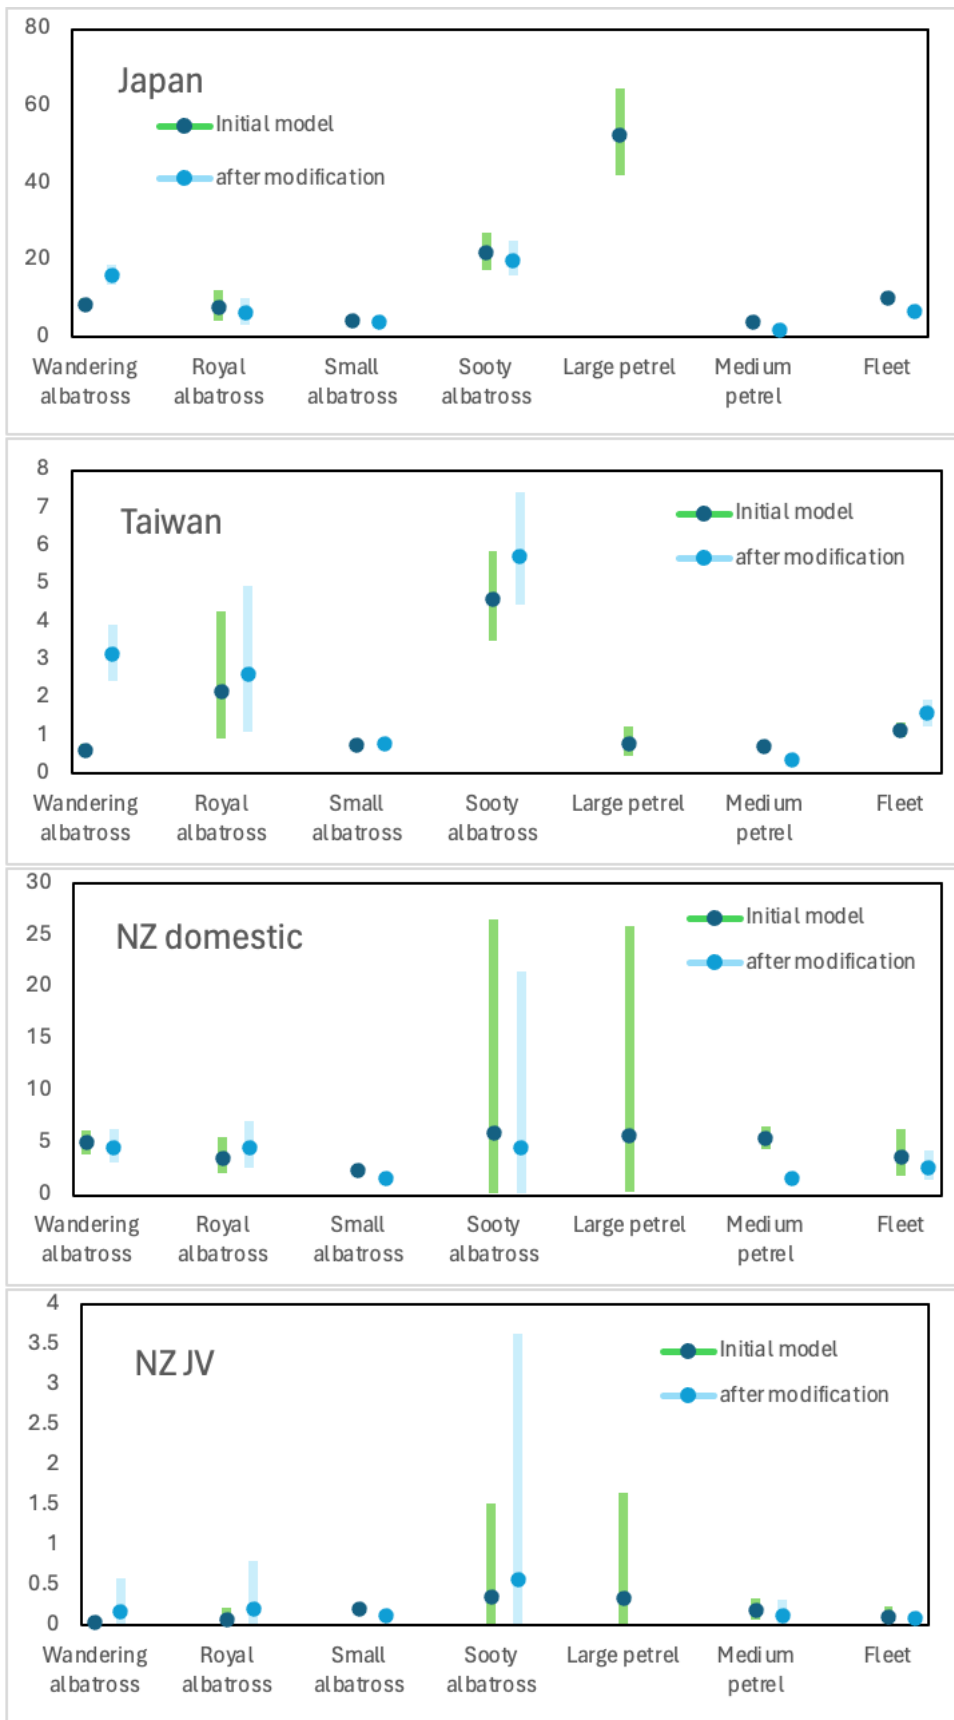 80
Japan
60
Initial model
after modification
40
20
0
Wandering Royal Small Sooty Large petrel Medium Fleet
albatross albatross albatross albatross petrel
8
7
Taiwan
Initial model
6
after modification
5
4
3
2
1
0
Wandering Royal Small Sooty Large petrel Medium Fleet
albatross albatross albatross albatross petrel
30
NZ domestic
Initial model
25
after modification
20
15
10
5
0
Wandering Royal Small Sooty Large petrel Medium Fleet
albatross albatross albatross albatross petrel
4
3.5
NZ JV
Initial model
3
after modification
2.5
2
1.5
1
0.5
0
Wandering Royal Small Sooty Large petrel Medium Fleet
albatross albatross albatross albatross petrel